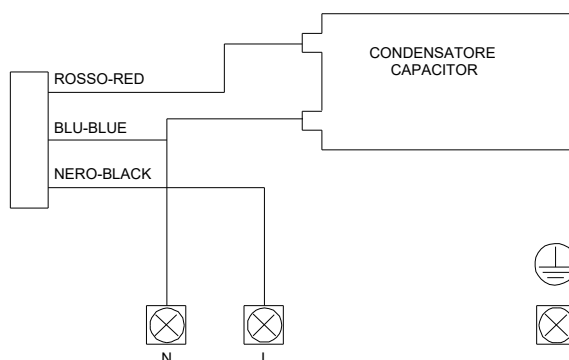 ROSSO-RED
CONDENSATORE
CAPACITOR
BLU-BLUE
NERO-BLACK
N
L